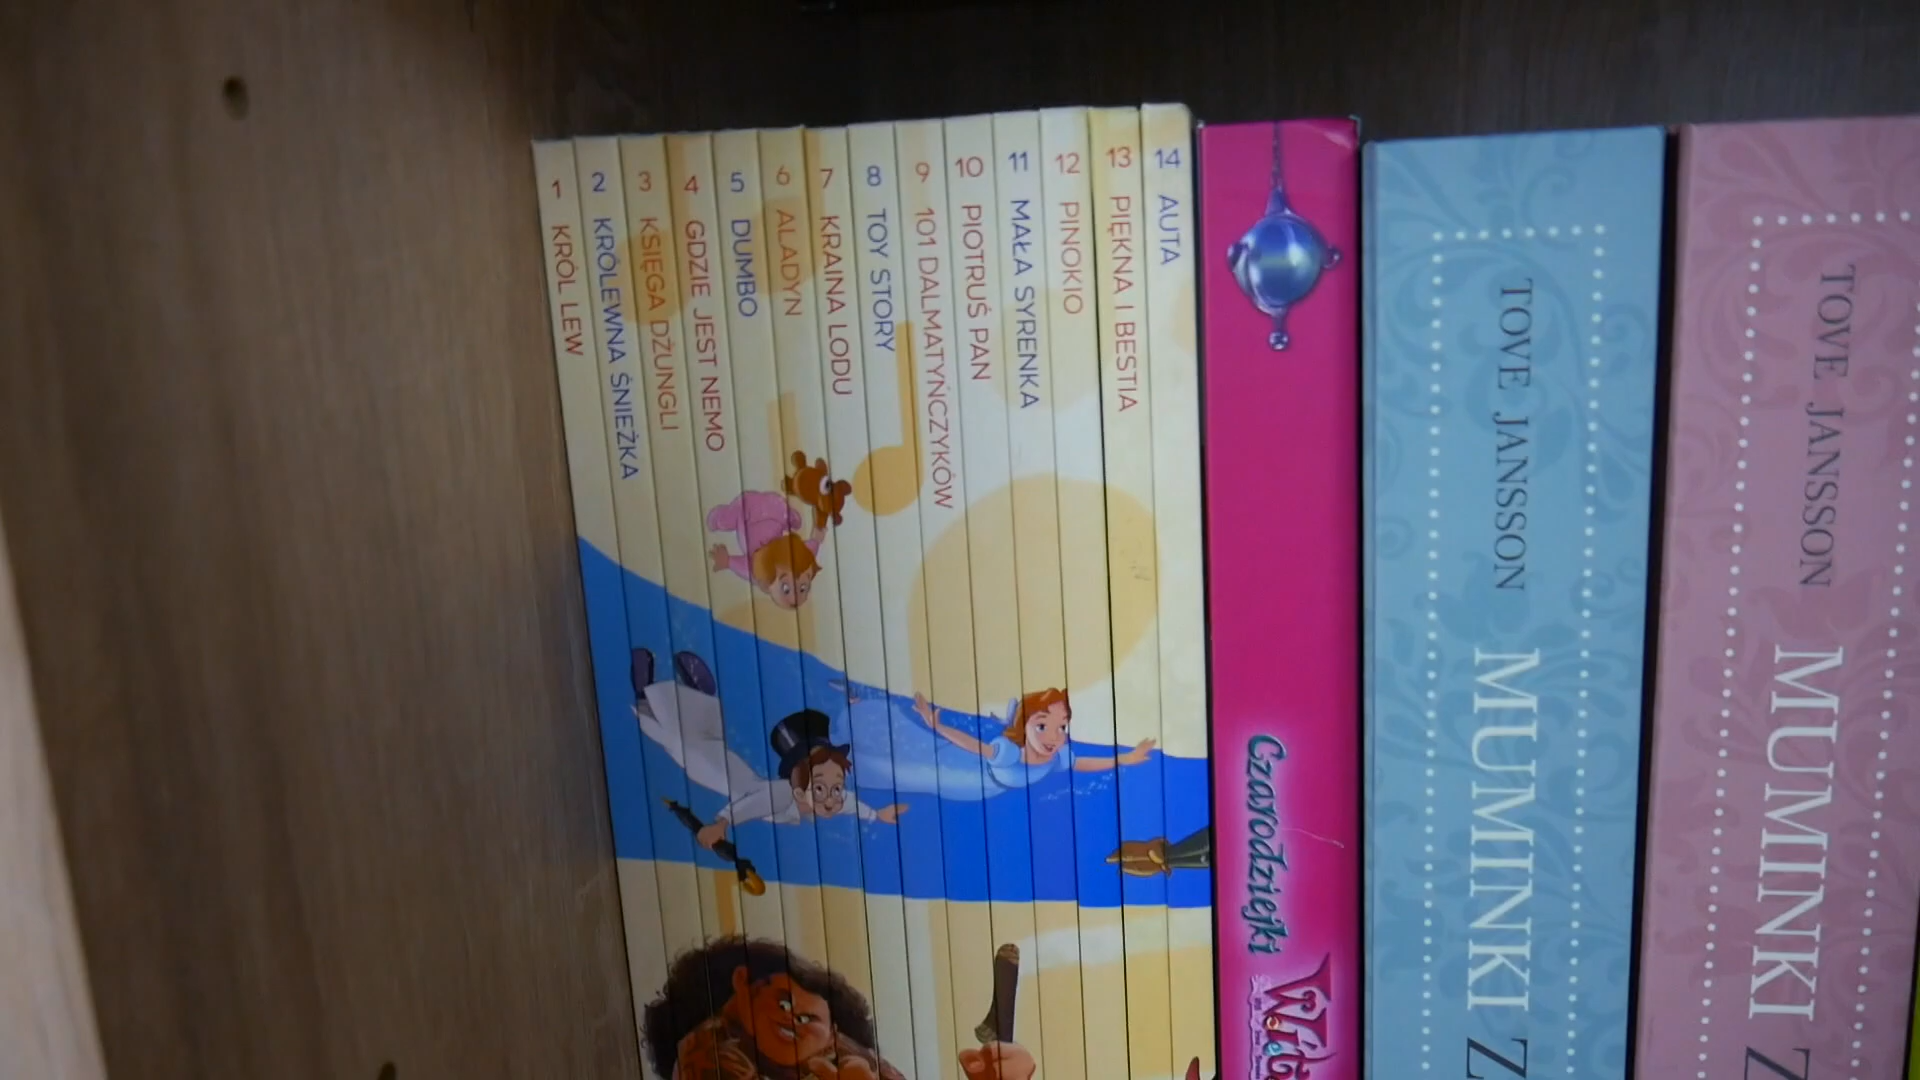 1 KRÓL LEW
2 KRÓLEWNA ŚNIEŻKA
3 KSIĘGA DŻUNGLI
4 GDZIE JEST NEMO
5 DUMBO
6 ALADYN
7 KRAINA LODU
8 TOY STORY
9 101 DALMATYŃCZYKÓW
10 PIOTRUŚ PAN
11 MAŁA SYRENKA
12 PINOKIO
13 PIĘKNA I BESTIA
14 AUTA
Czarodziejki
TOVE JANSSON MUMINKI Z
TOVE JANSSON MUMINKI Z